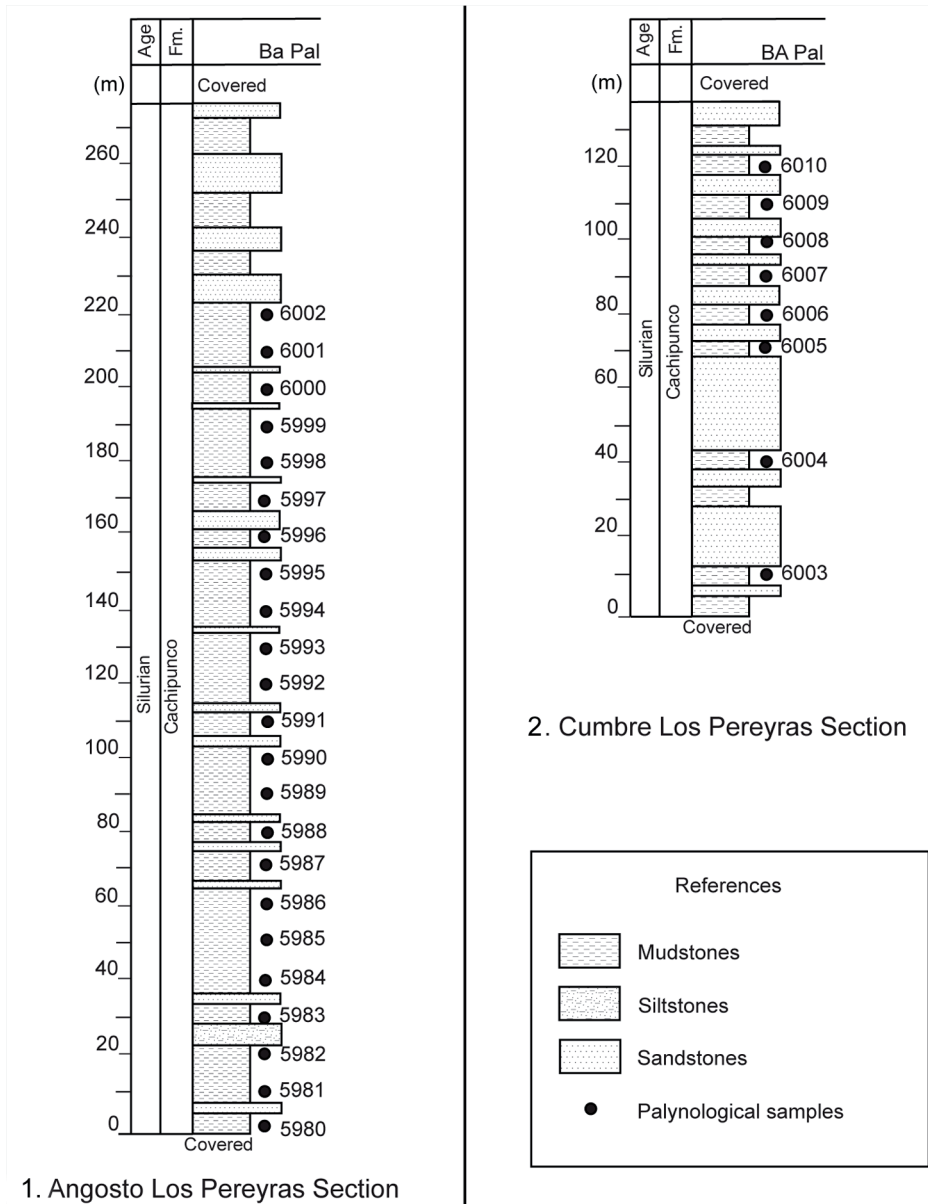 Age
Fm.
Ba Pal
(m)
Covered
260
240
220
200
180
160
140
120
100
80
60
40
20
0
Silurian
Cachipunco
6002
6001
6000
5999
5998
5997
5996
5995
5994
5993
5992
5991
5990
5989
5988
5987
5986
5985
5984
5983
5982
5981
5980
Covered
1. Angosto Los Pereyras Section
Age
Fm.
BA Pal
(m)
Covered
120
100
80
60
40
20
0
Silurian
Cachipunco
6010
6009
6008
6007
6006
6005
6004
6003
Covered
2. Cumbre Los Pereyras Section
References
Mudstones
Siltstones
Sandstones
Palynological samples